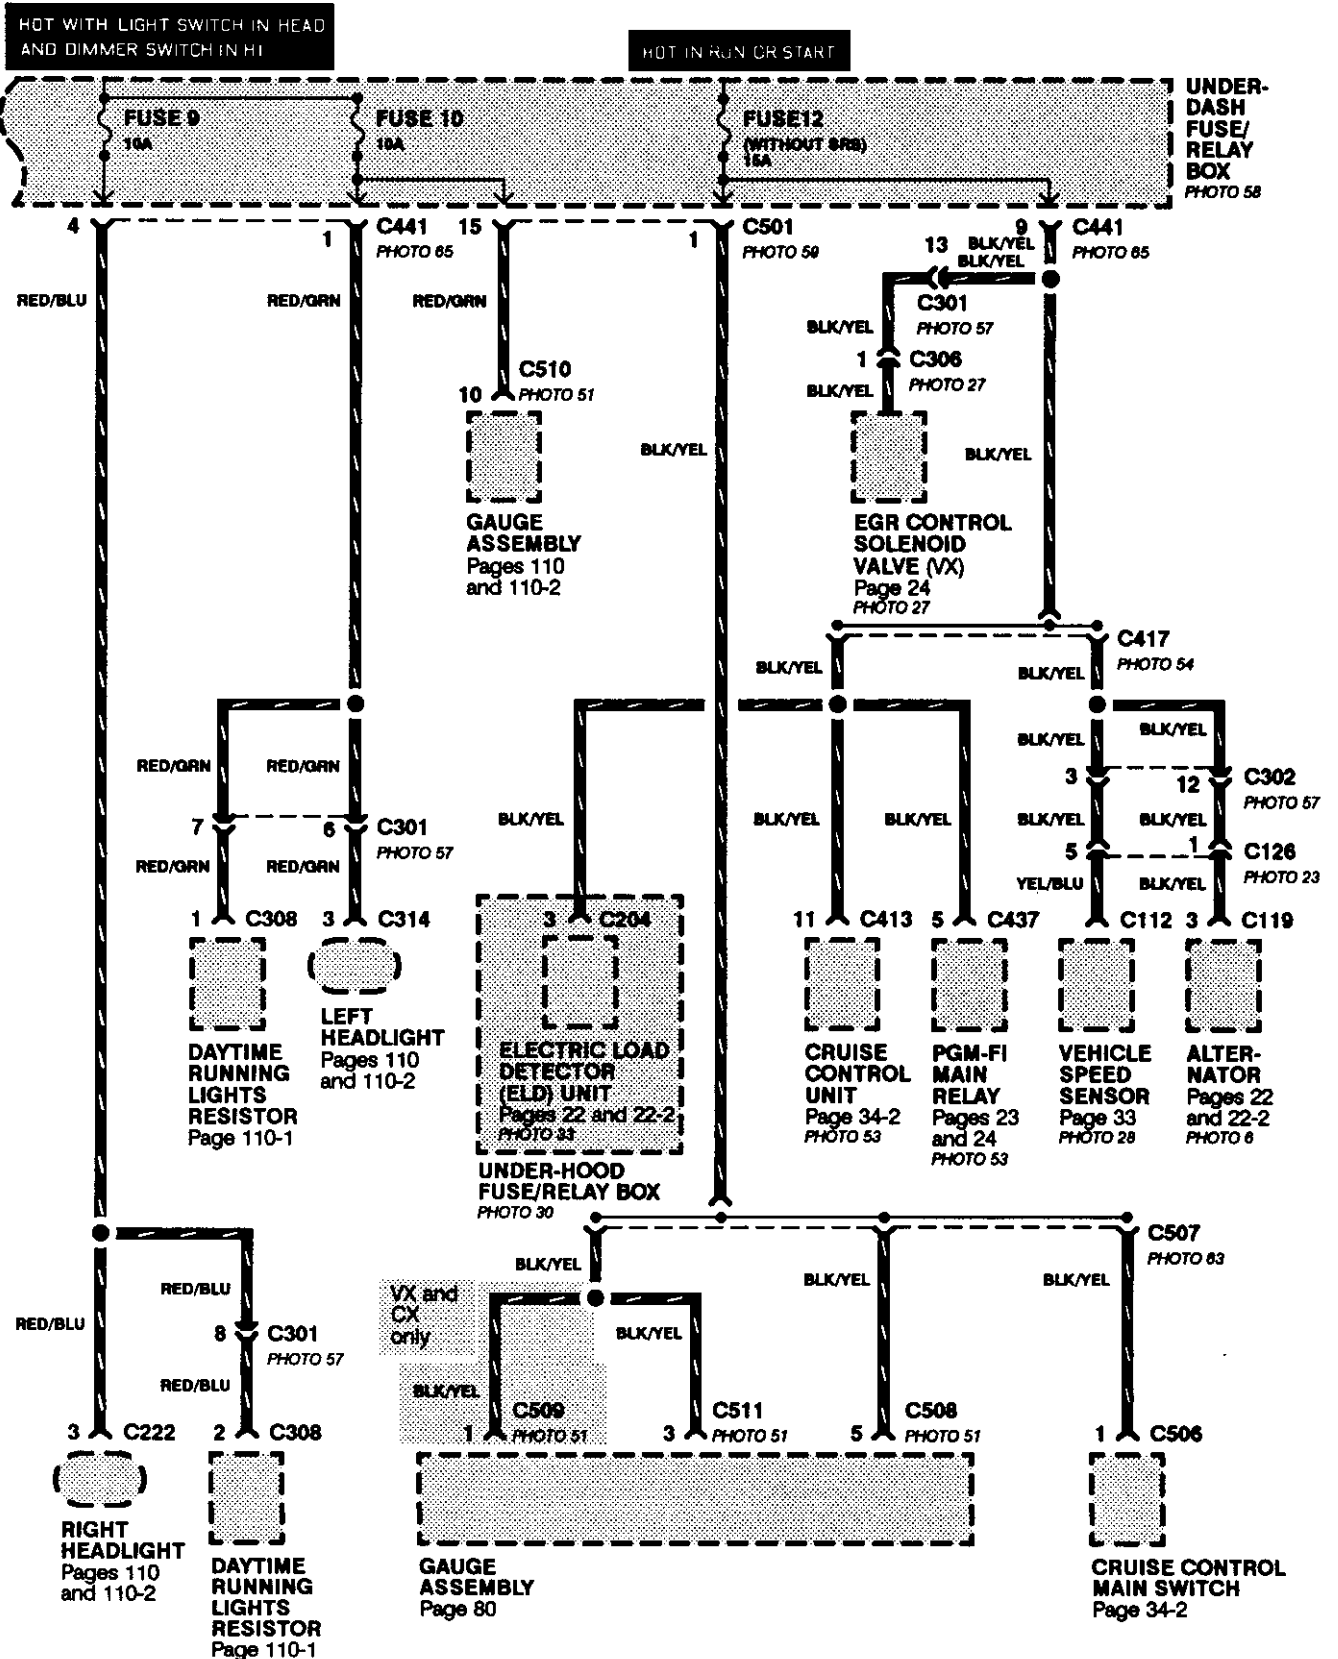 HOT WITH LIGHT SWITCH IN HEAD
AND DIMMER SWITCH IN HI
HOT IN RUN OR START
UNDER-
DASH
FUSE/
RELAY
BOX
PHOTO 58
FUSE 9
10A
FUSE 10
10A
FUSE12
(WITHOUT SRS)
15A
4
1
C441
PHOTO 65
15
1
C501
PHOTO 59
9
C441
PHOTO 65
BLK/YEL
13
BLK/YEL
C301
PHOTO 57
RED/BLU
RED/GRN
RED/GRN
BLK/YEL
1
C306
PHOTO 27
BLK/YEL
C510
10
PHOTO 51
BLK/YEL
BLK/YEL
GAUGE
ASSEMBLY
Pages 110
and 110-2
EGR CONTROL
SOLENOID
VALVE (VX)
Page 24
PHOTO 27
C417
PHOTO 54
BLK/YEL
BLK/YEL
BLK/YEL
BLK/YEL
RED/GRN
RED/GRN
3
12
C302
PHOTO 57
7
6
C301
PHOTO 57
BLK/YEL
BLK/YEL
BLK/YEL
BLK/YEL
BLK/YEL
5
1
C126
PHOTO 23
RED/GRN
RED/GRN
YEL/BLU
BLK/YEL
1
C308
3
C314
3
C204
11
C413
5
C437
C112
3
C119
DAYTIME
RUNNING
LIGHTS
RESISTOR
Page 110-1
LEFT
HEADLIGHT
Pages 110
and 110-2
ELECTRIC LOAD
DETECTOR
(ELD) UNIT
Pages 22 and 22-2
PHOTO 33
UNDER-HOOD
FUSE/RELAY BOX
PHOTO 30
CRUISE
CONTROL
UNIT
Page 34-2
PHOTO 53
PGM-FI
MAIN
RELAY
Pages 23
and 24
PHOTO 53
VEHICLE
SPEED
SENSOR
Page 33
PHOTO 28
ALTER-
NATOR
Pages 22
and 22-2
PHOTO 6
C507
PHOTO 63
BLK/YEL
BLK/YEL
BLK/YEL
RED/BLU
RED/BLU
VX and
CX
only
BLK/YEL
8
C301
PHOTO 57
RED/BLU
BLK/YEL
3
C222
2
C308
C509
1
PHOTO 51
C511
3
PHOTO 51
C508
5
PHOTO 51
1
C506
RIGHT
HEADLIGHT
Pages 110
and 110-2
DAYTIME
RUNNING
LIGHTS
RESISTOR
Page 110-1
GAUGE
ASSEMBLY
Page 80
CRUISE CONTROL
MAIN SWITCH
Page 34-2